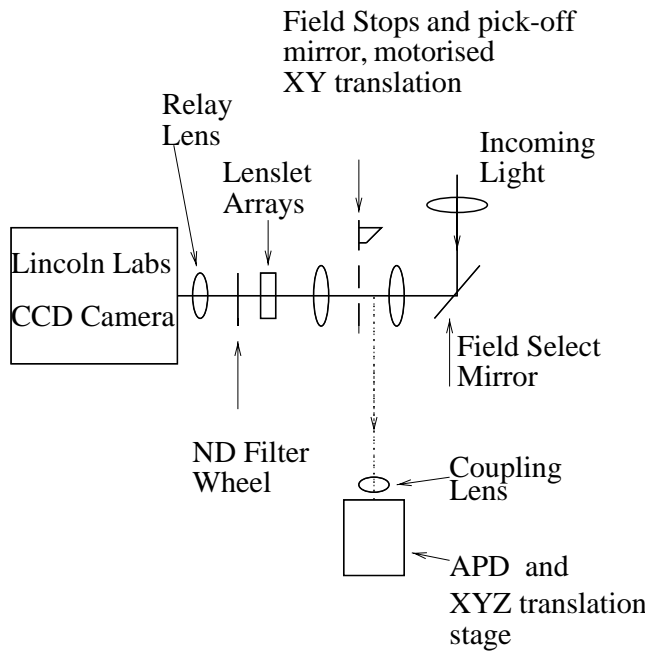 Field Stops and pick-off
mirror, motorised
XY translation
Relay
Lens
Incoming
Light
Lenslet
Arrays
Lincoln Labs
CCD Camera
Field Select
Mirror
ND Filter
Wheel
Coupling
Lens
APD and
XYZ translation
stage